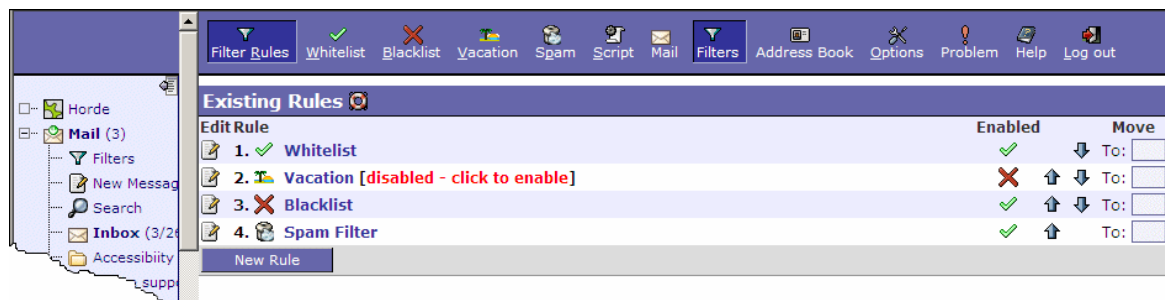 Filter Rules Whitelist Blacklist Vacation Spam Script Mail Filters Address Book Options Problem Help Log out
Horde
Mail (3)
Filters
New Messag
Search
Inbox (3/2
Accessibiity
supp
Existing Rules
Edit Rule Enabled Move
1. Whitelist To:
2. Vacation [disabled - click to enable] To:
3. Blacklist To:
4. Spam Filter To:
New Rule